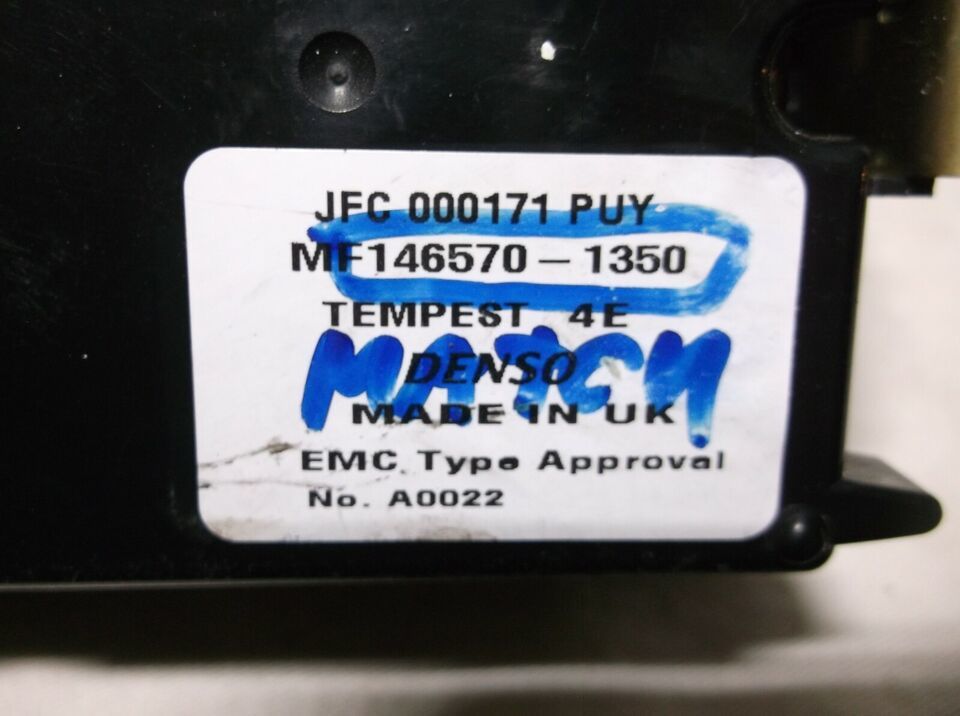 JFC 000171 PUY
MF146570-1350
TEMPEST 4E
MATCH
DENSO
MADE IN UK
EMC Type Approval
No. A0022